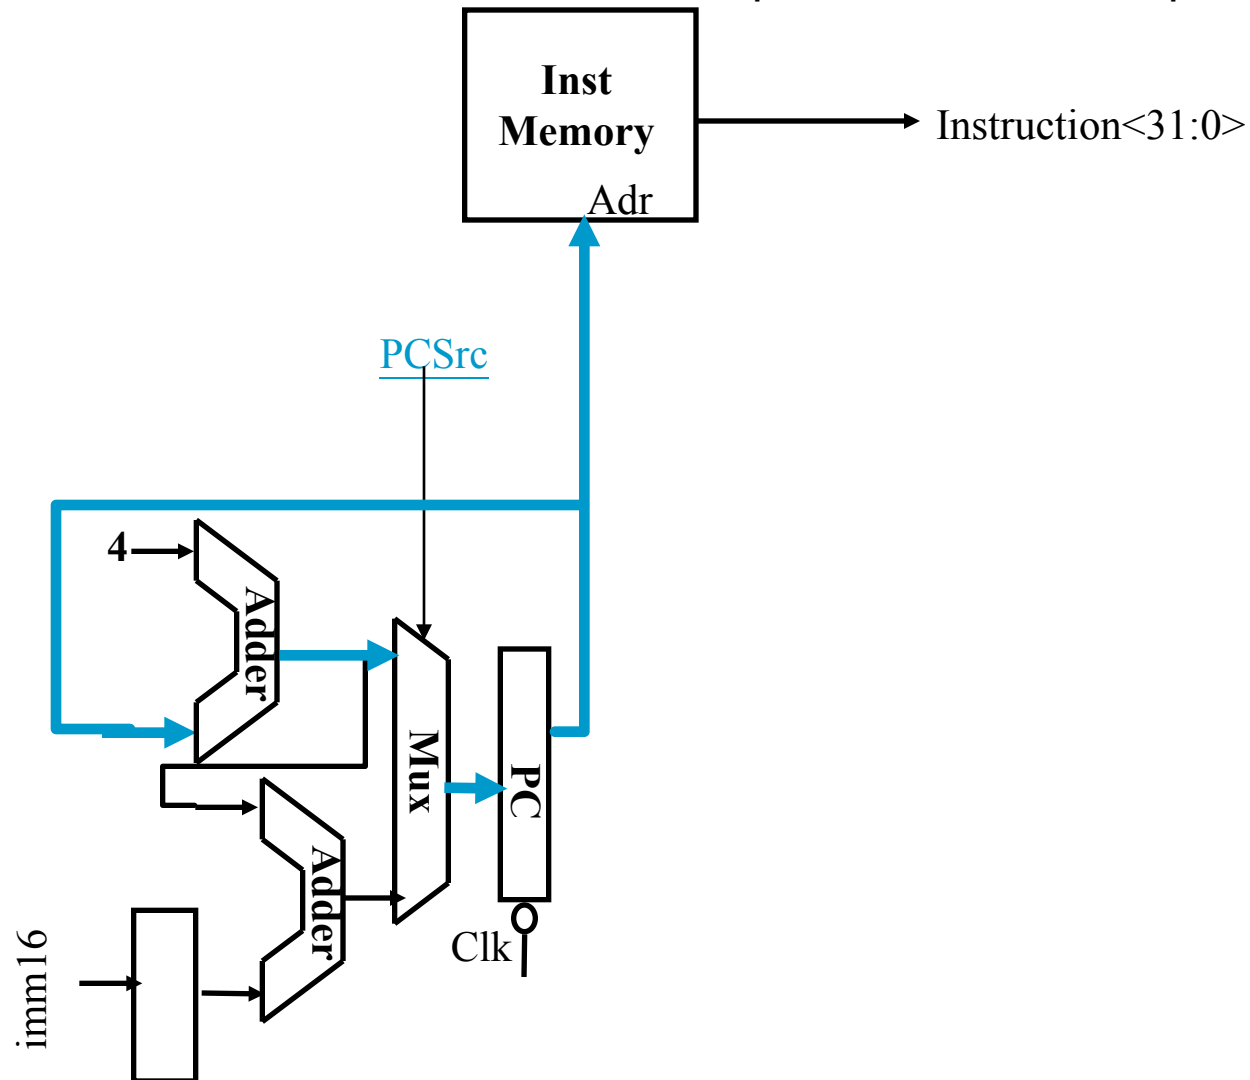 Inst
Memory
Adr
Instruction<31:0>
PCSrc
4
Adder
Mux
PC
Adder
Clk
imm16